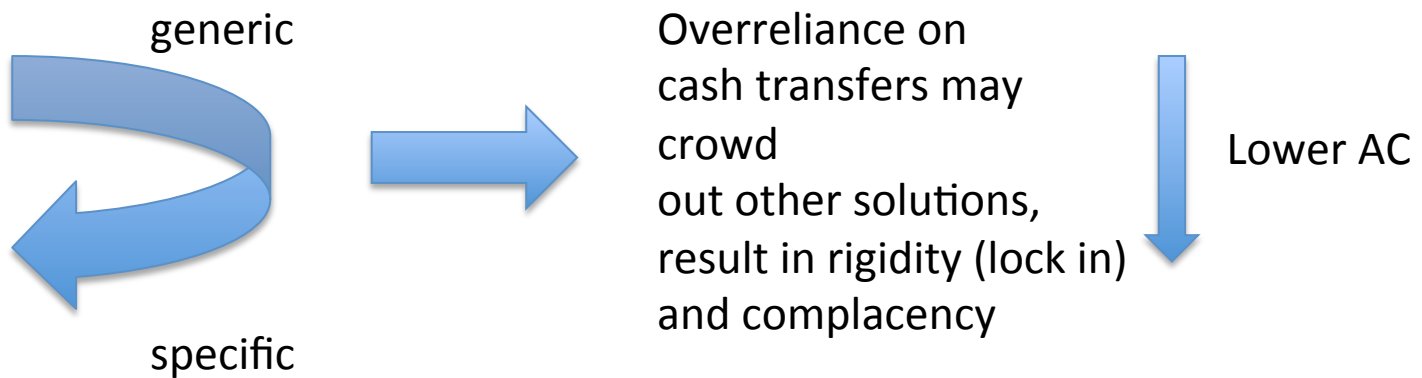 generic
Overreliance on
cash transfers may
crowd
out other solutions,
result in rigidity (lock in)
and complacency
Lower AC
specific